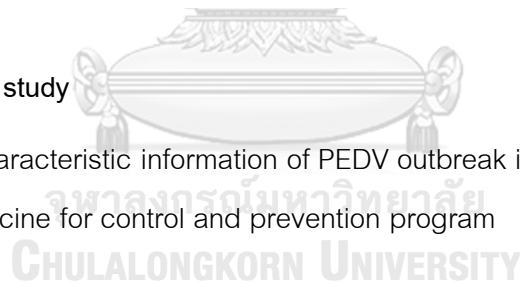 study
aracteristic information of PEDV outbreak i
จุฬาลงกรณ์มหาวิทยาลัย
cine for control and prevention program
CHULALONGKORN UNIVERSITY